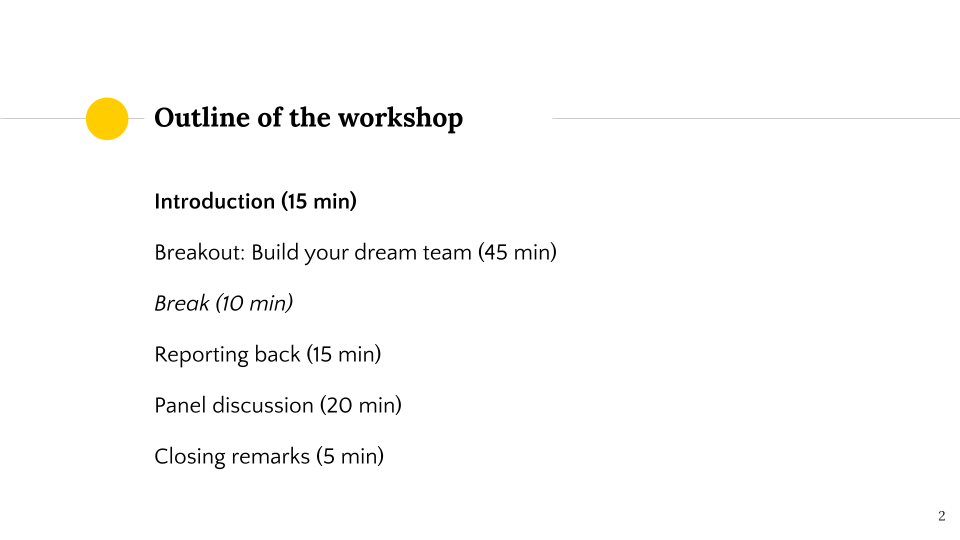 Outline of the workshop
Introduction (15 min)
Breakout: Build your dream team (45 min)
Break (10 min)
Reporting back (15 min)
Panel discussion (20 min)
Closing remarks (5 min)
2